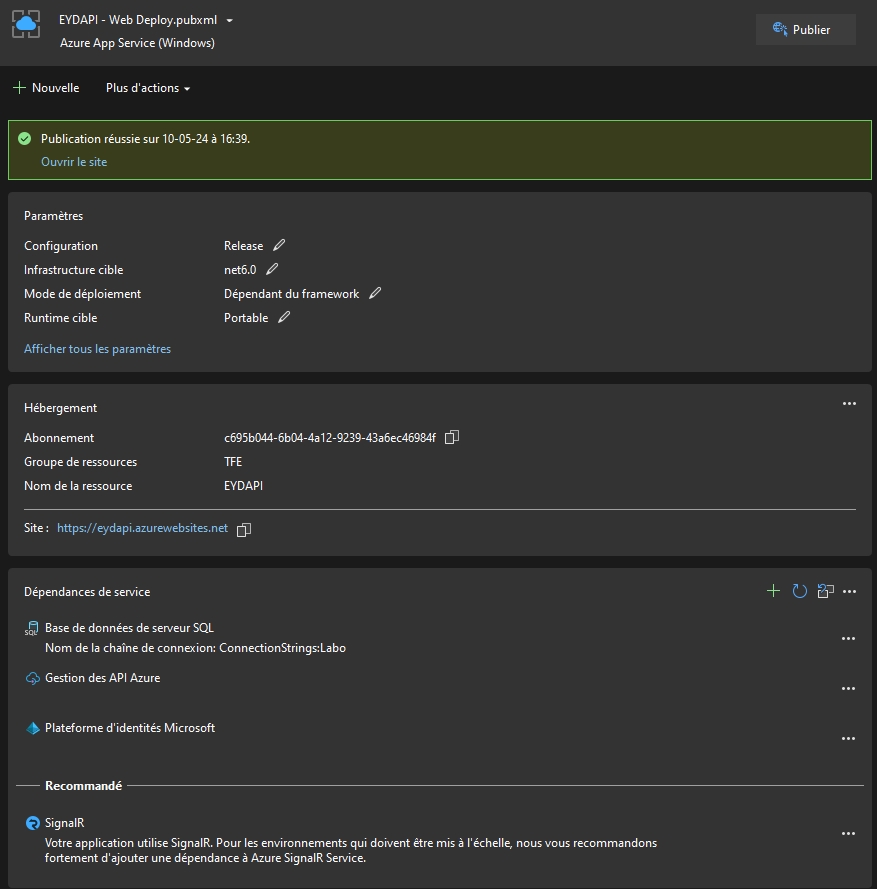 EYDAPI - Web Deploy.pubxml
Azure App Service (Windows)
Publier
Nouvelle
Plus d'actions
Publication réussie sur 10-05-24 à 16:39.
Ouvrir le site
Paramètres
Configuration Release
Infrastructure cible net6.0
Mode de déploiement Dépendant du framework
Runtime cible Portable
Afficher tous les paramètres
Hébergement
Abonnement c695b044-6b04-4a12-9239-43a6ec46984f
Groupe de ressources TFE
Nom de la ressource EYDAPI
Site : https://eydapi.azurewebsites.net
Dépendances de service
SQL Base de données de serveur SQL
Nom de la chaîne de connexion: ConnectionStrings:Labo
Gestion des API Azure
Plateforme d'identités Microsoft
Recommandé
SignalR
Votre application utilise SignalR. Pour les environnements qui doivent être mis à l'échelle, nous vous recommandons
fortement d'ajouter une dépendance à Azure SignalR Service.